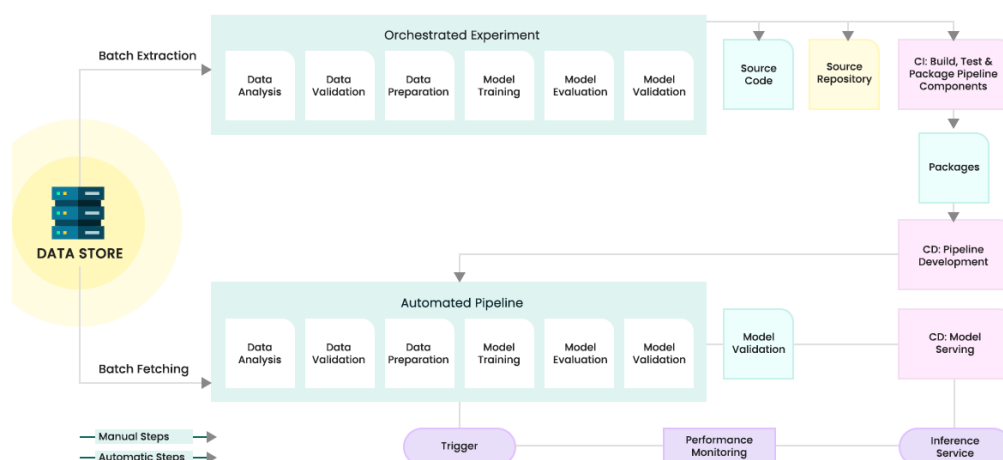 Orchestrated Experiment
Batch Extraction
Data
Analysis
Data
Validation
Data
Preparation
Model
Training
Model
Evaluation
Model
Validation
Source
Code
Source
Repository
CI: Build, Test &
Package Pipeline
Components
Packages
DATA STORE
CD: Pipeline
Development
Automated Pipeline
Data
Analysis
Data
Validation
Data
Preparation
Model
Training
Model
Evaluation
Model
Validation
Model
Validation
CD: Model
Serving
Batch Fetching
Manual Steps
Automatic Steps
Trigger
Performance
Monitoring
Inference
Service